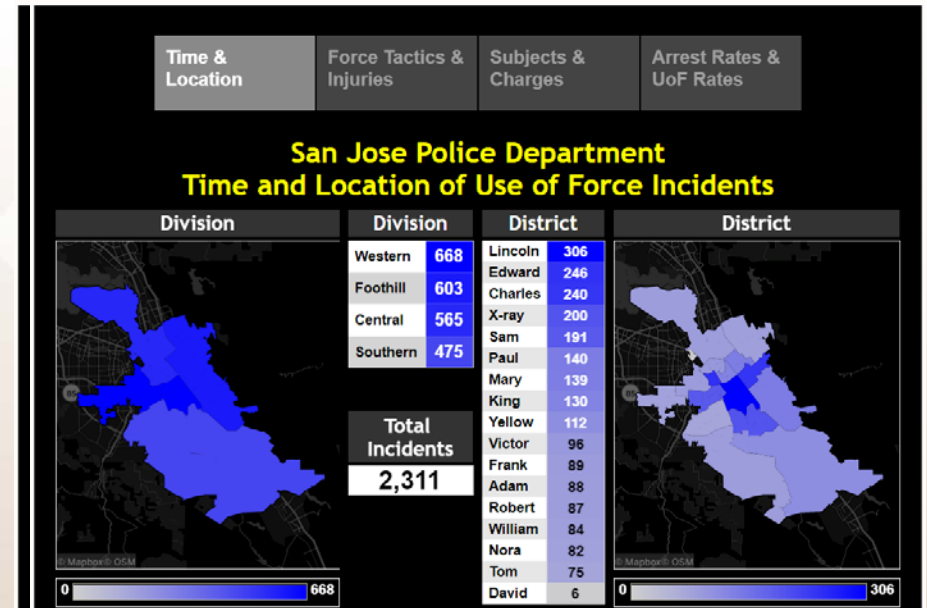 Time &
Location
Force Tactics &
Injuries
Subjects &
Charges
Arrest Rates &
UoF Rates
San Jose Police Department
Time and Location of Use of Force Incidents
Division
Division
District
District
Western 668
Foothill 603
Central 565
Southern 475
Total
Incidents
2,311
Lincoln 306
Edward 246
Charles 240
X-ray 200
Sam 191
Paul 140
Mary 139
King 130
Yellow 112
Victor 96
Frank 89
Adam 88
Robert 87
William 84
Nora 82
Tom 75
David 6
85
© Mapbox © OSM
0 668
85
© Mapbox © OSM
0 306